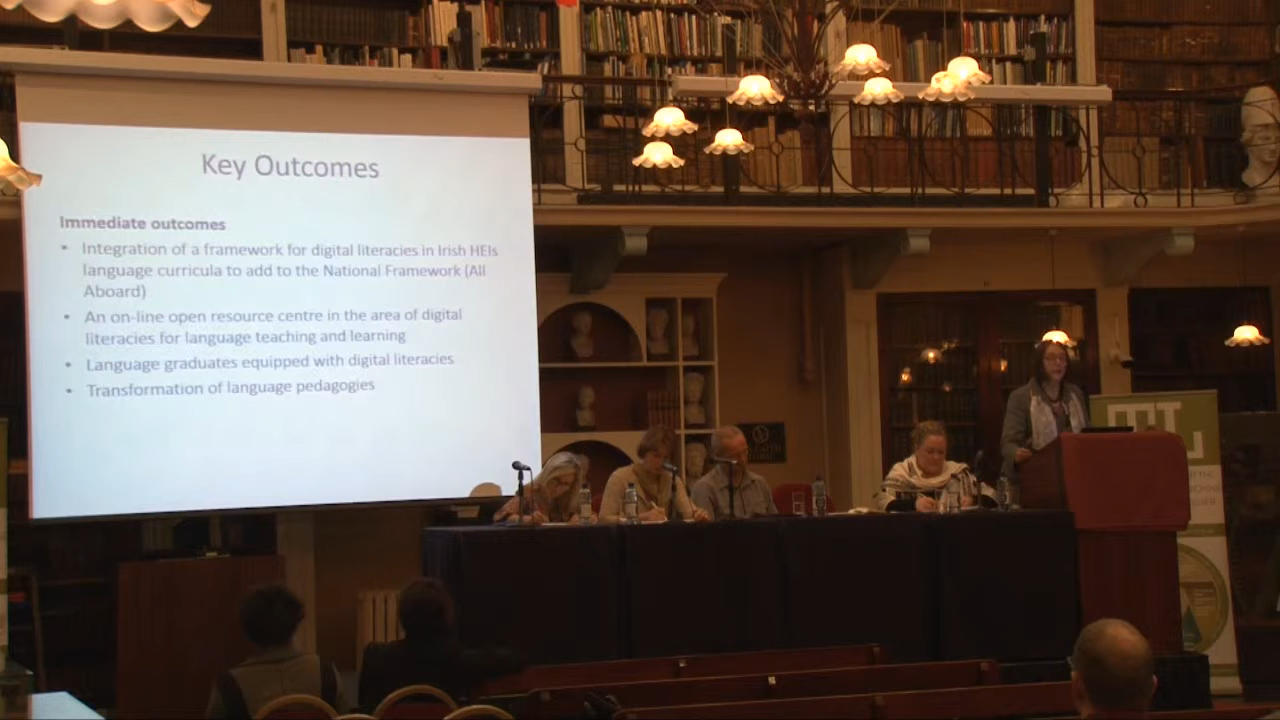 Key Outcomes
Immediate outcomes
• Integration of a framework for digital literacies in Irish HEIs
language curricula to add to the National Framework (All
Aboard)
• An on-line open resource centre in the area of digital
literacies for language teaching and learning
• Language graduates equipped with digital literacies
• Transformation of language pedagogies